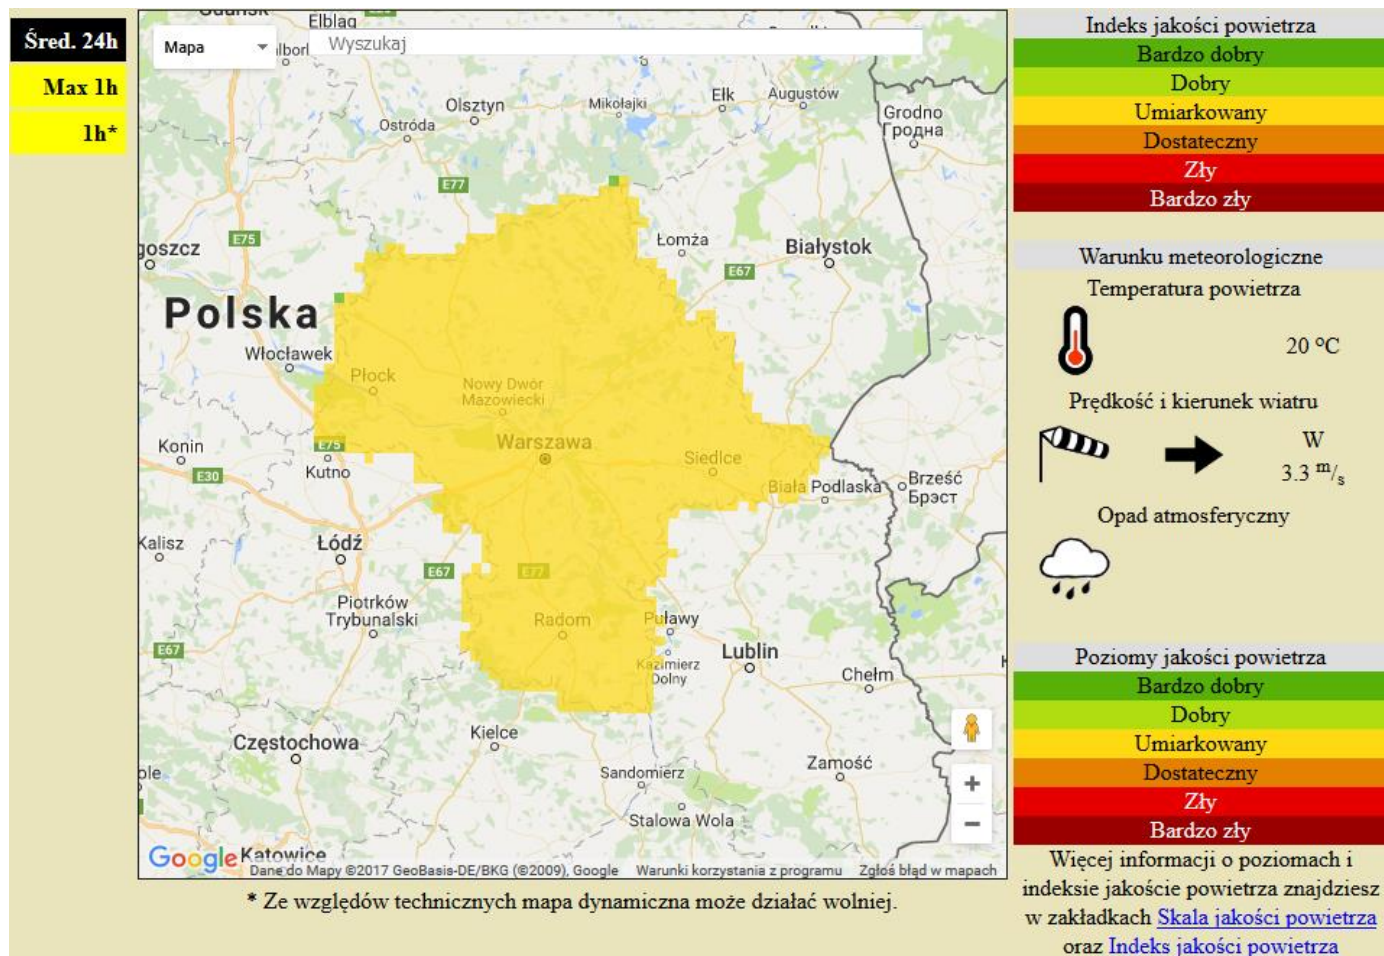 Śred. 24h
Max 1h
1h*
Mapa
Wyszukaj
Elbląg
Olsztyn
Ostróda
Mikołajki
Ełk
Augustów
Grodno
Гродна
E77
E75
goszcz
Łomża
Białystok
E67
Polska
Włocławek
Płock
Nowy Dwór
Mazowiecki
Warszawa
Siedlce
Konin
E75
Kutno
E30
Biała Podlaska
Brześć
Брэст
Kalisz
Łódź
E67
E77
Piotrków
Trybunalski
Radom
Puławy
E67
Kazimierz
Dolny
Lublin
Chełm
Kielce
Częstochowa
Zamość
Sandomierz
Stalowa Wola
Google
Katowice
Dane do Mapy ©2017 GeoBasis-DE/BKG (©2009), Google Warunki korzystania z programu Zgłoś błąd w mapach
* Ze względów technicznych mapa dynamiczna może działać wolniej.
Indeks jakości powietrza
Bardzo dobry
Dobry
Umiarkowany
Dostateczny
Zły
Bardzo zły
Warunku meteorologiczne
Temperatura powietrza
20 °C
Prędkość i kierunek wiatru
W
3.3 m/s
Opad atmosferyczny
Poziomy jakości powietrza
Bardzo dobry
Dobry
Umiarkowany
Dostateczny
Zły
Bardzo zły
Więcej informacji o poziomach i
indeksie jakoście powietrza znajdziesz
w zakładkach Skala jakości powietrza
oraz Indeks jakości powietrza